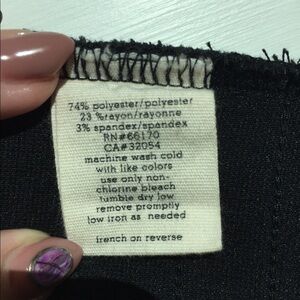 74% polyester/polyester
23 %rayon/rayonne
3% spandex/spandex
RN#66170
CA#32054
machine wash cold
with like colors
use only non-
chlorine bleach
tumble dry low
remove promptly
low iron as needed
french on reverse